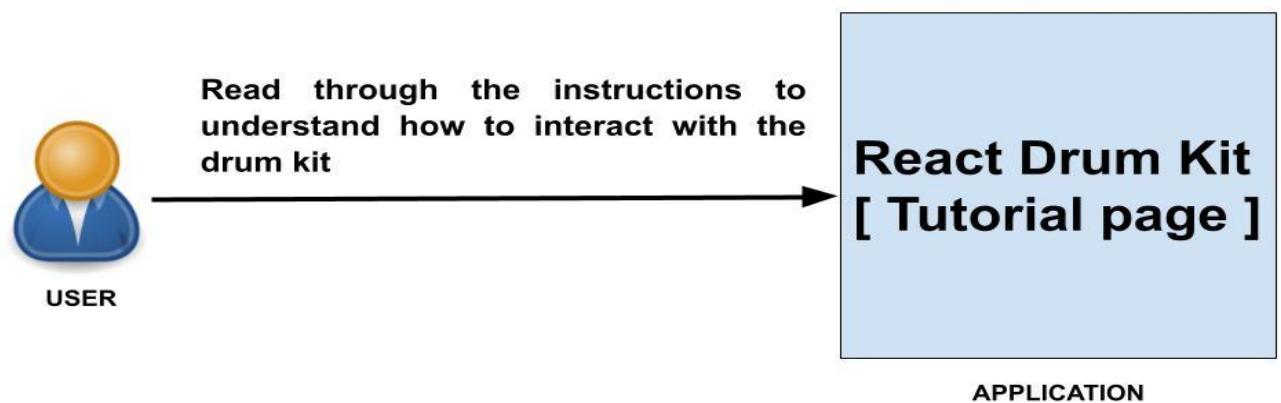 Read through the instructions to
understand how to interact with the
drum kit
React Drum Kit
[ Tutorial page ]
USER
APPLICATION